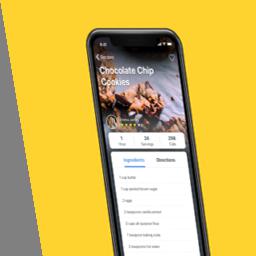 9:41
Recipes
Chocolate Chip
Cookies
1
Hour
24
Servings
Cals
Ingredients Directions
1 cup butter
1 cup packed brown sugar
2 eggs
2 teaspoons vanilla extract
3 cups all-purpose flour
1 teaspoon baking soda
2 teaspoons hot water